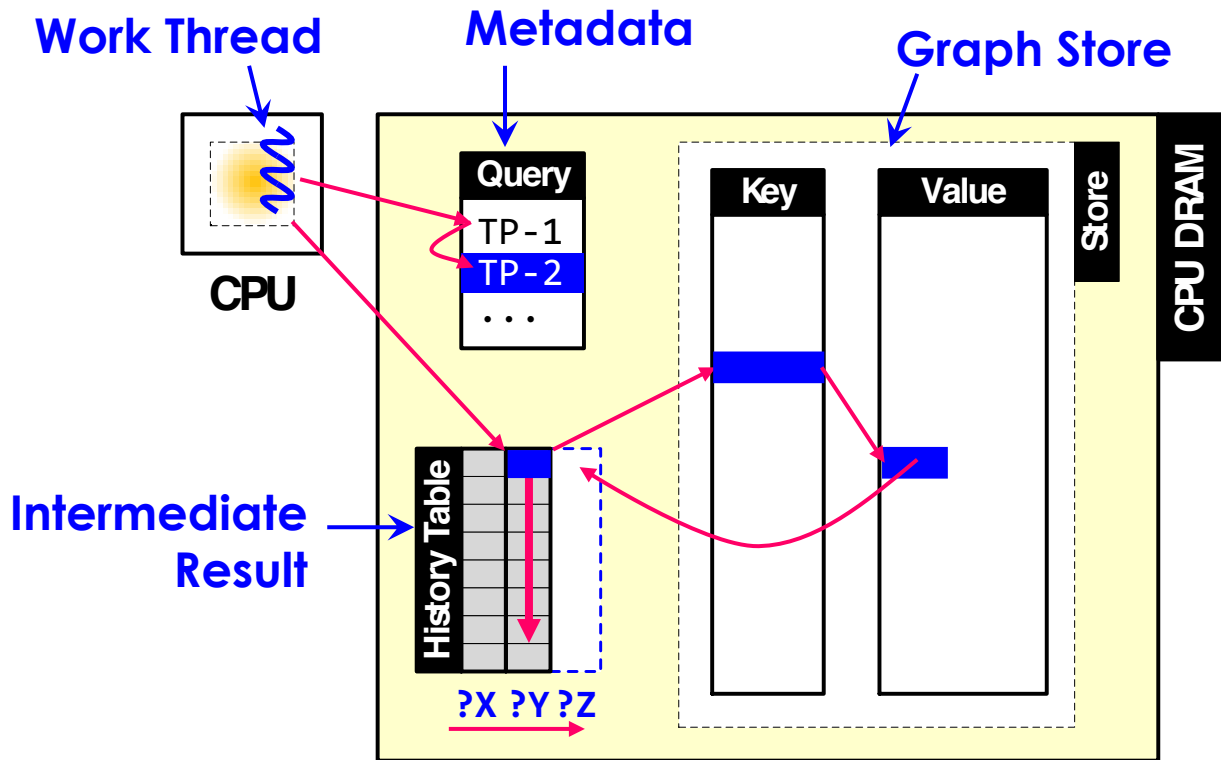 Work Thread
Metadata
Graph Store
Query
TP-1
TP-2
...
CPU
Key
Value
Store
CPU DRAM
Intermediate
Result
History Table
?X ?Y ?Z